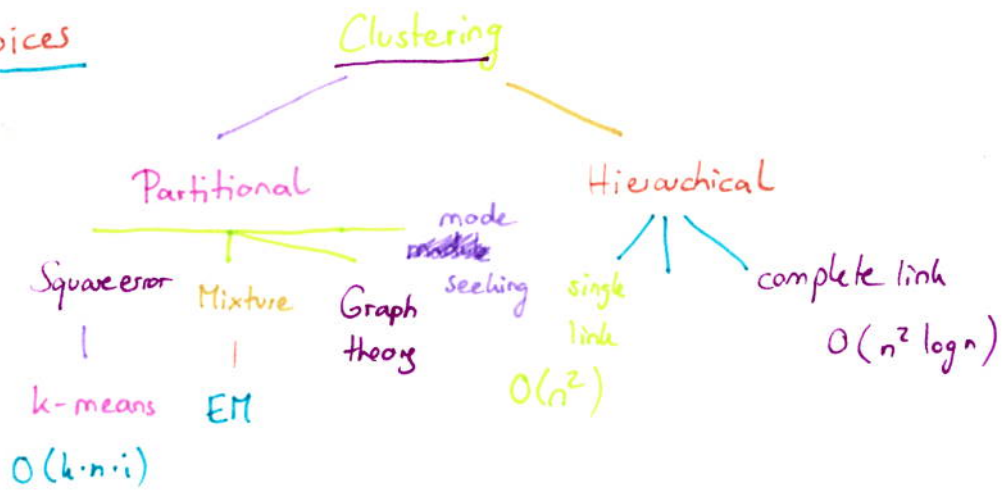 oices
Clustering
Partitional
Hierarchical
mode
seeking
Square error
Mixture
Graph
theory
single
link
complete link
O(n² log n)
O(n²)
k-means
EM
O(k·n·i)